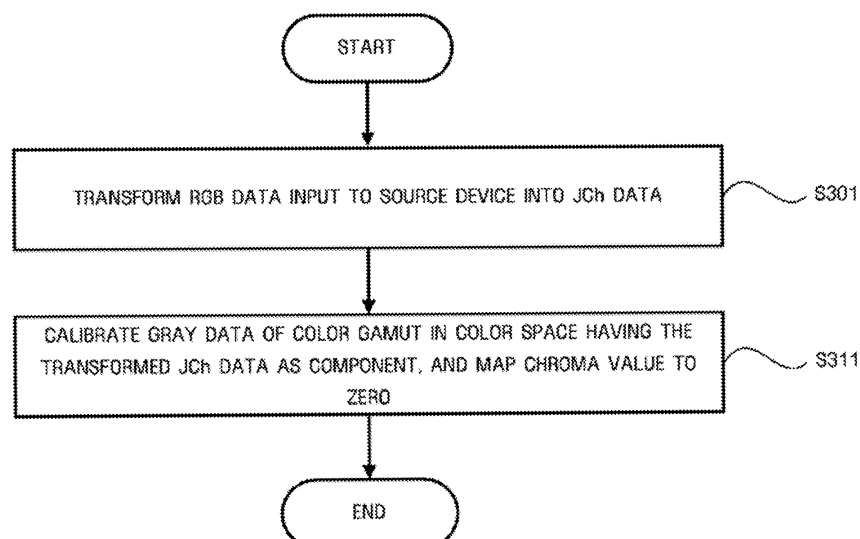 START
TRANSFORM RGB DATA INPUT TO SOURCE DEVICE INTO JCh DATA
S301
CALIBRATE GRAY DATA OF COLOR GAMUT IN COLOR SPACE HAVING THE
TRANSFORMED JCh DATA AS COMPONENT, AND MAP CHROMA VALUE TO
ZERO
S311
END